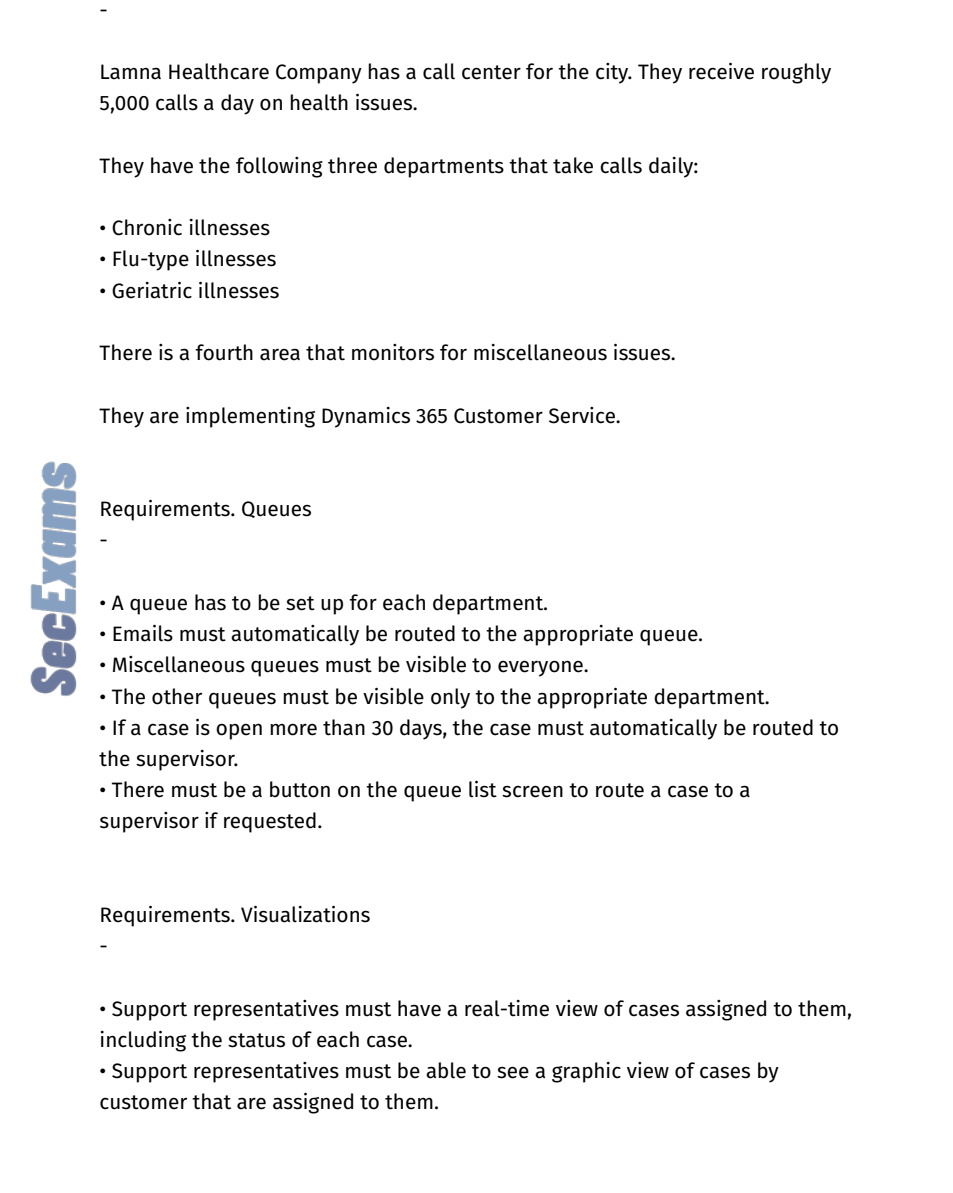 -
Lamna Healthcare Company has a call center for the city. They receive roughly
5,000 calls a day on health issues.
They have the following three departments that take calls daily:
• Chronic illnesses
• Flu-type illnesses
• Geriatric illnesses
There is a fourth area that monitors for miscellaneous issues.
They are implementing Dynamics 365 Customer Service.
SecExams
Requirements. Queues
-
• A queue has to be set up for each department.
• Emails must automatically be routed to the appropriate queue.
• Miscellaneous queues must be visible to everyone.
• The other queues must be visible only to the appropriate department.
• If a case is open more than 30 days, the case must automatically be routed to
the supervisor.
• There must be a button on the queue list screen to route a case to a
supervisor if requested.
Requirements. Visualizations
-
• Support representatives must have a real-time view of cases assigned to them,
including the status of each case.
• Support representatives must be able to see a graphic view of cases by
customer that are assigned to them.